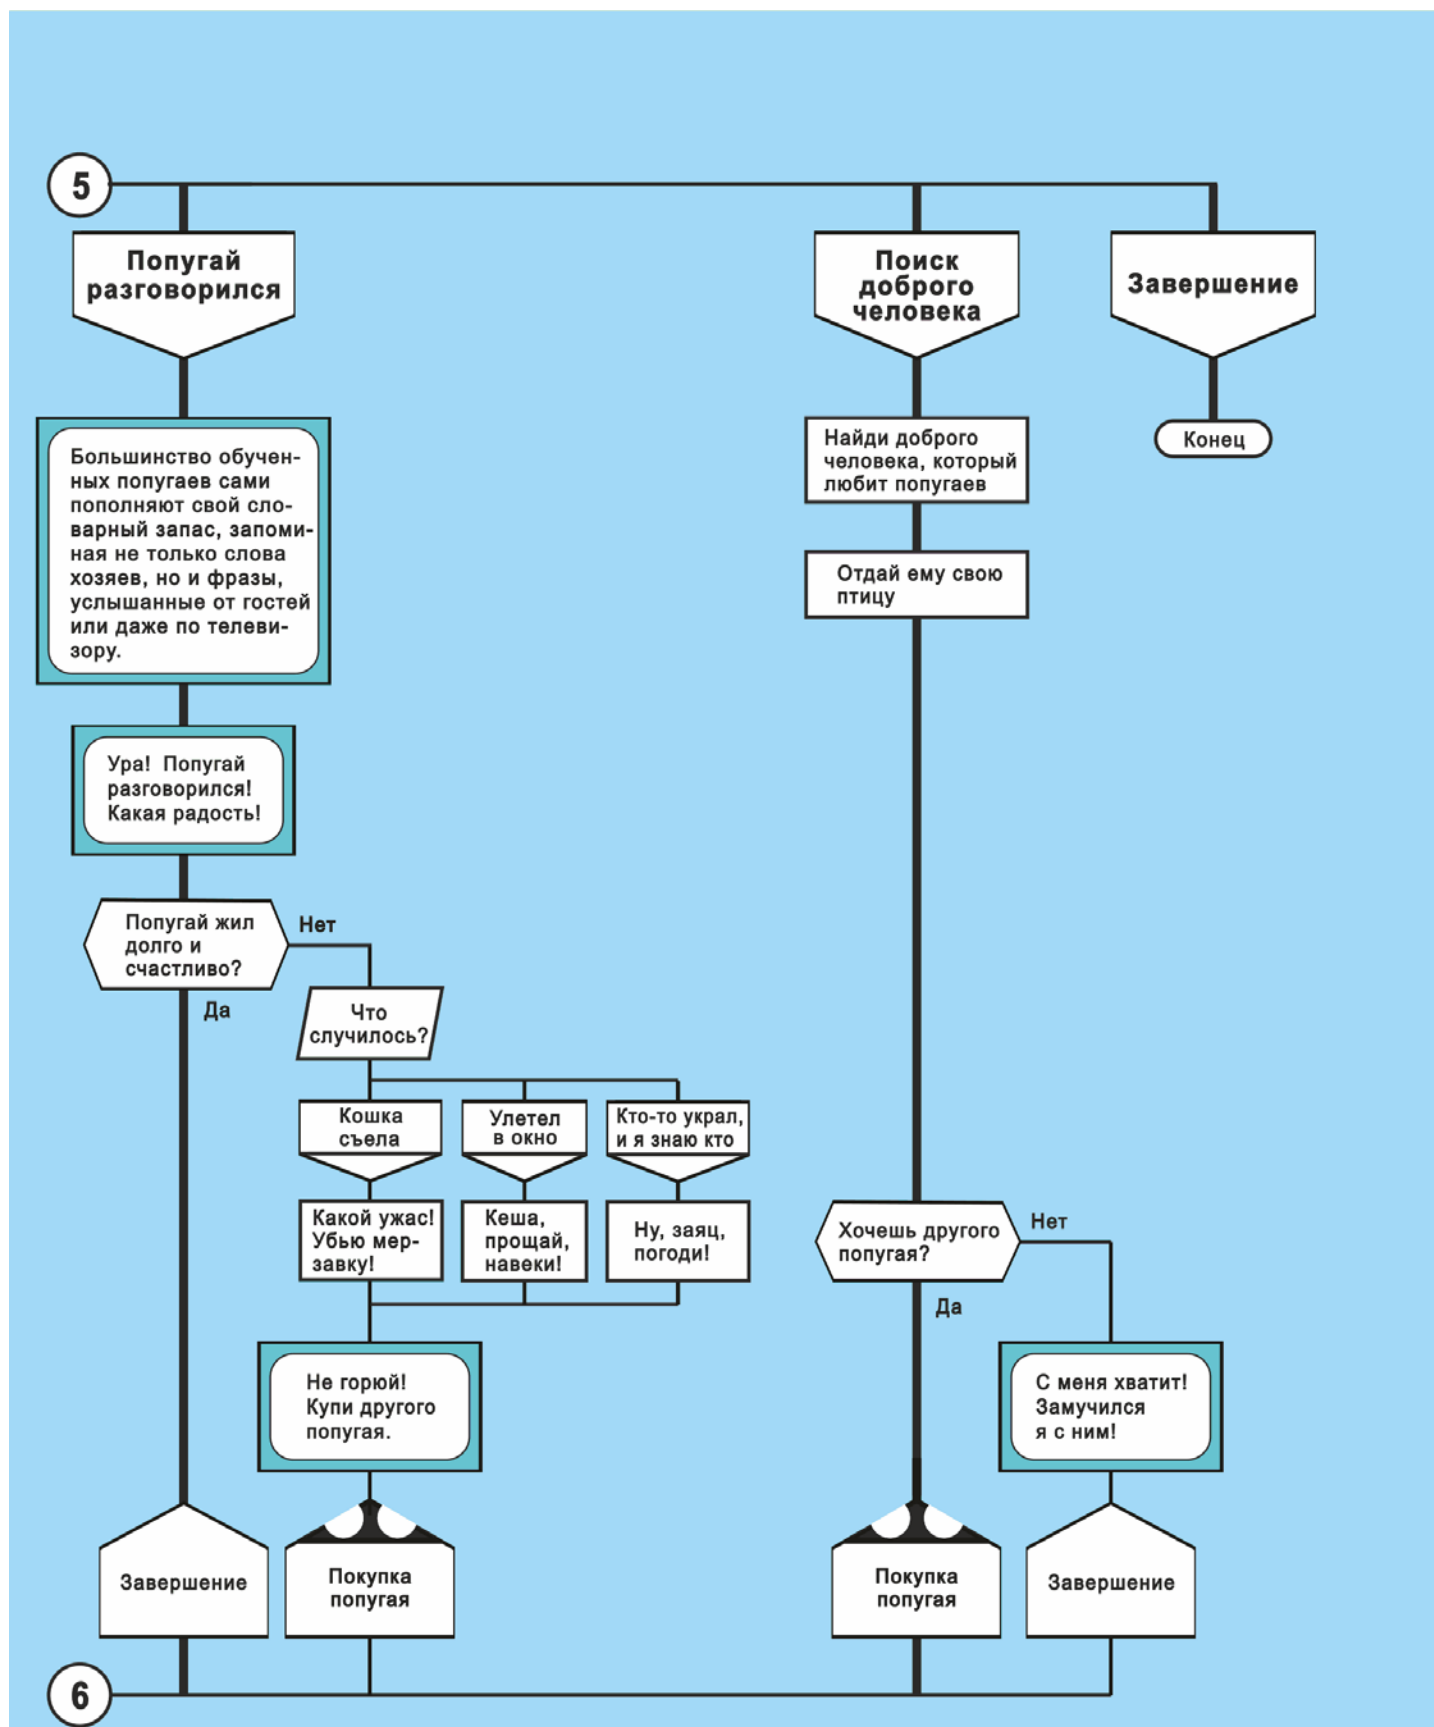 5
Попугай
разговорился
Большинство обучен-
ных попугаев сами
пополняют свой сло-
варный запас, запоми-
ная не только слова
хозяев, но и фразы,
услышанные от гостей
или даже по телеви-
зору.
Ура! Попугай
разговорился!
Какая радость!
Попугай жил
долго и
счастливо?
Нет
Да
Что
случилось?
Кошка
съела
Улетел
в окно
Кто-то украл,
и я знаю кто
Какой ужас!
Убью мер-
завку!
Кеша,
прощай,
навеки!
Ну, заяц,
погоди!
Не горюй!
Купи другого
попугая.
Завершение
Покупка
попугая
Поиск
доброго
человека
Найди доброго
человека, который
любит попугаев
Отдай ему свою
птицу
Хочешь другого
попугая?
Нет
Да
С меня хватит!
Замучился
я с ним!
Покупка
попугая
Завершение
Завершение
Конец
6